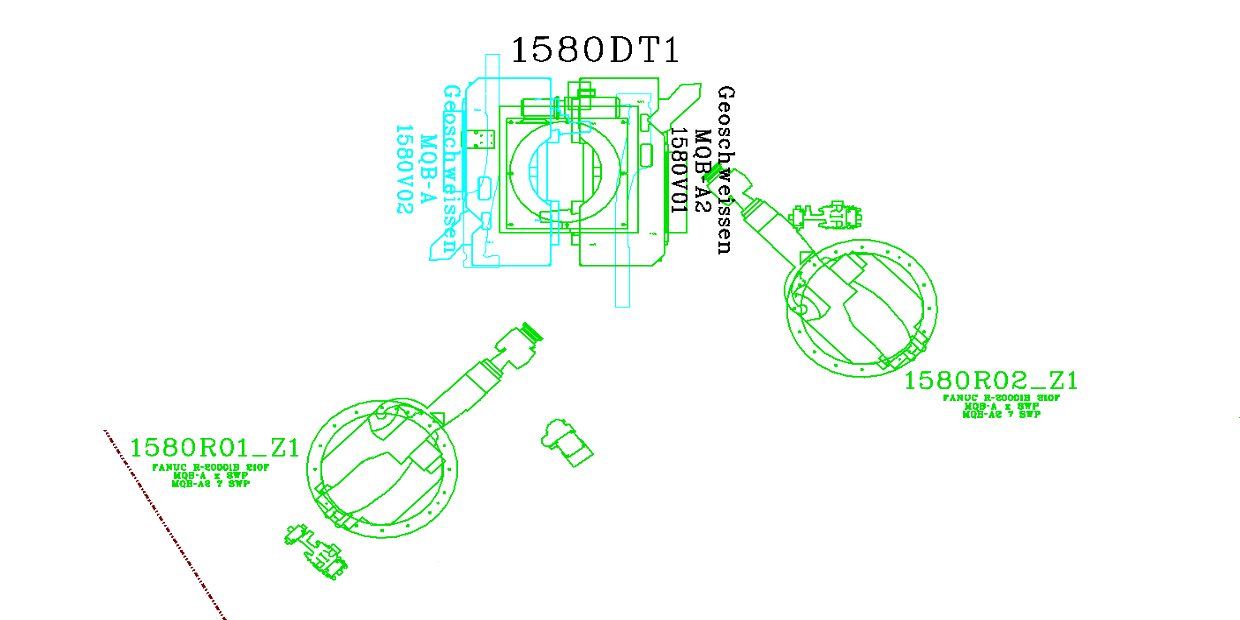 1580DT1
Geoschweissen
MQB-A
1580V02
Geoschweissen
MQB-A2
1580V01
1580R02_Z1
FANUC R-2000iB 210F
MQB-A x SWP
MQB-A2 7 SWP
1580R01_Z1
FANUC R-2000iB 210F
MQB-A x SWP
MQB-A2 7 SWP